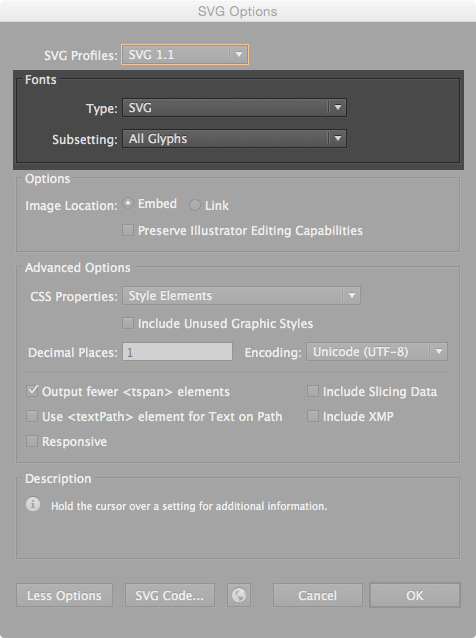 SVG Options
SVG Profiles: SVG 1.1
Fonts
Type: SVG
Subsetting: All Glyphs
Options
Image Location: Embed Link
Preserve Illustrator Editing Capabilities
Advanced Options
CSS Properties: Style Elements
Include Unused Graphic Styles
Decimal Places: 1 Encoding: Unicode (UTF-8)
Output fewer <tspan> elements Include Slicing Data
Use <textPath> element for Text on Path Include XMP
Responsive
Description
Hold the cursor over a setting for additional information.
Less Options SVG Code... Cancel OK